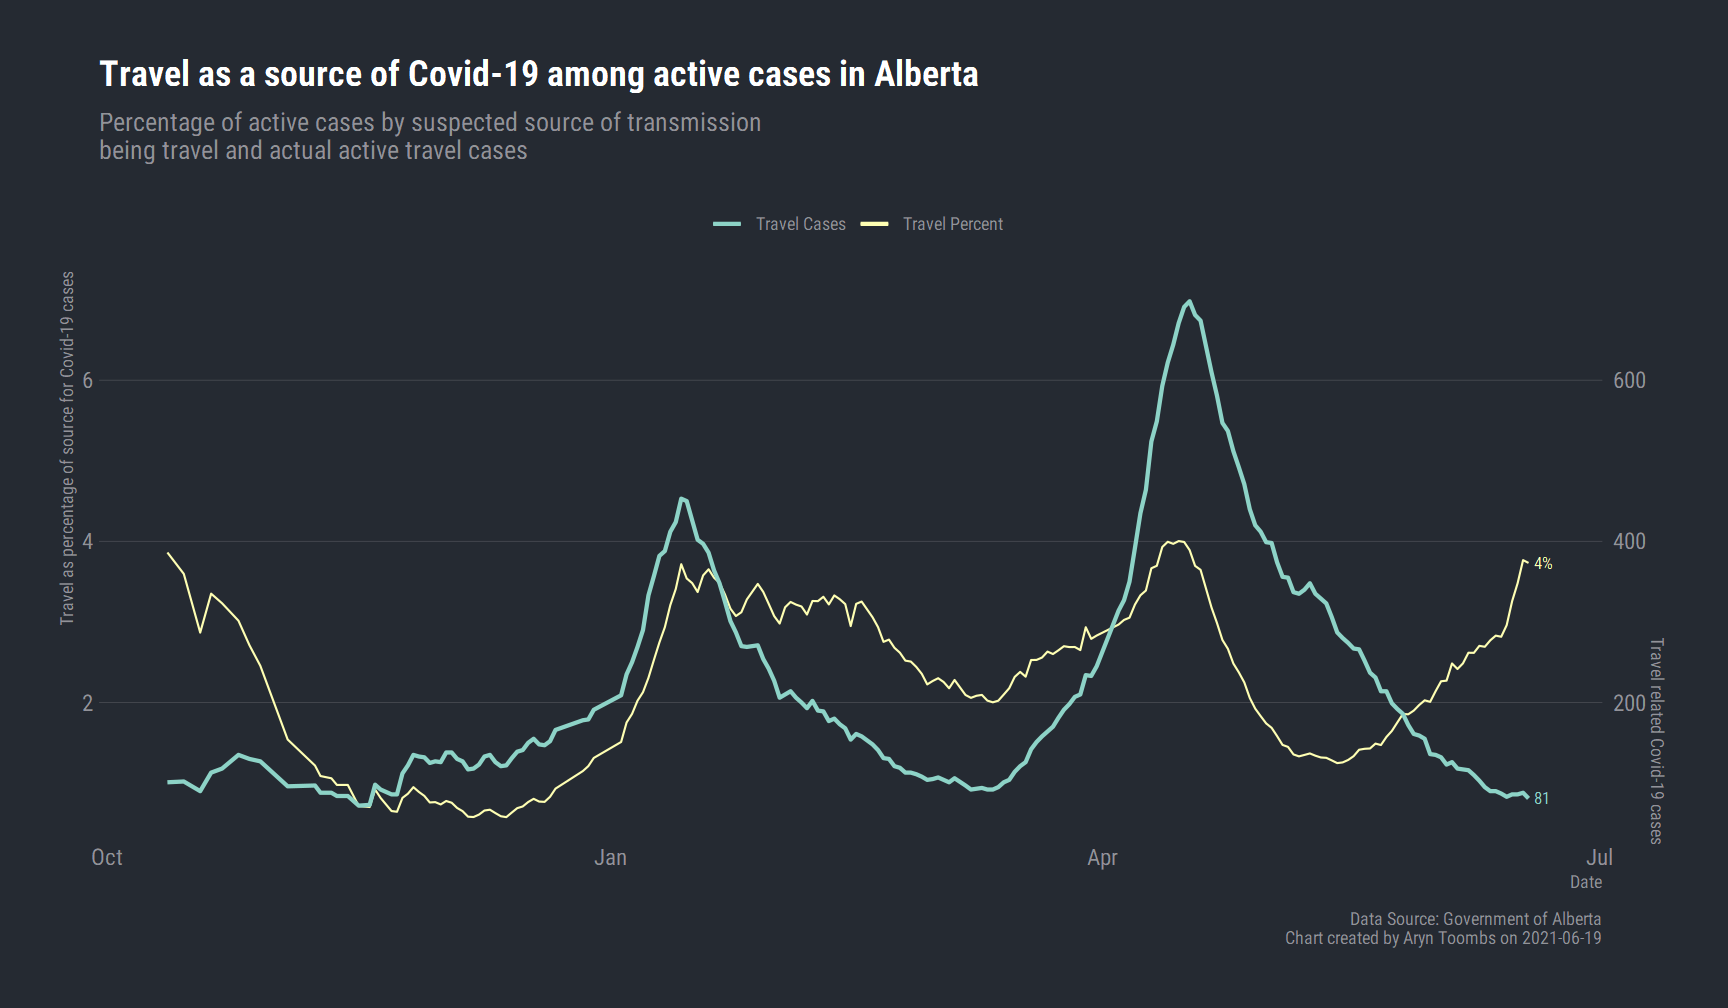 Travel as a source of Covid-19 among active cases in Alberta
Percentage of active cases by suspected source of transmission
being travel and actual active travel cases
Travel Cases
Travel Percent
Travel as percentage of source for Covid-19 cases
6
4
2
600
400
200
4%
81
Travel related Covid-19 cases
Oct
Jan
Apr
Jul
Date
Data Source: Government of Alberta
Chart created by Aryn Toombs on 2021-06-19